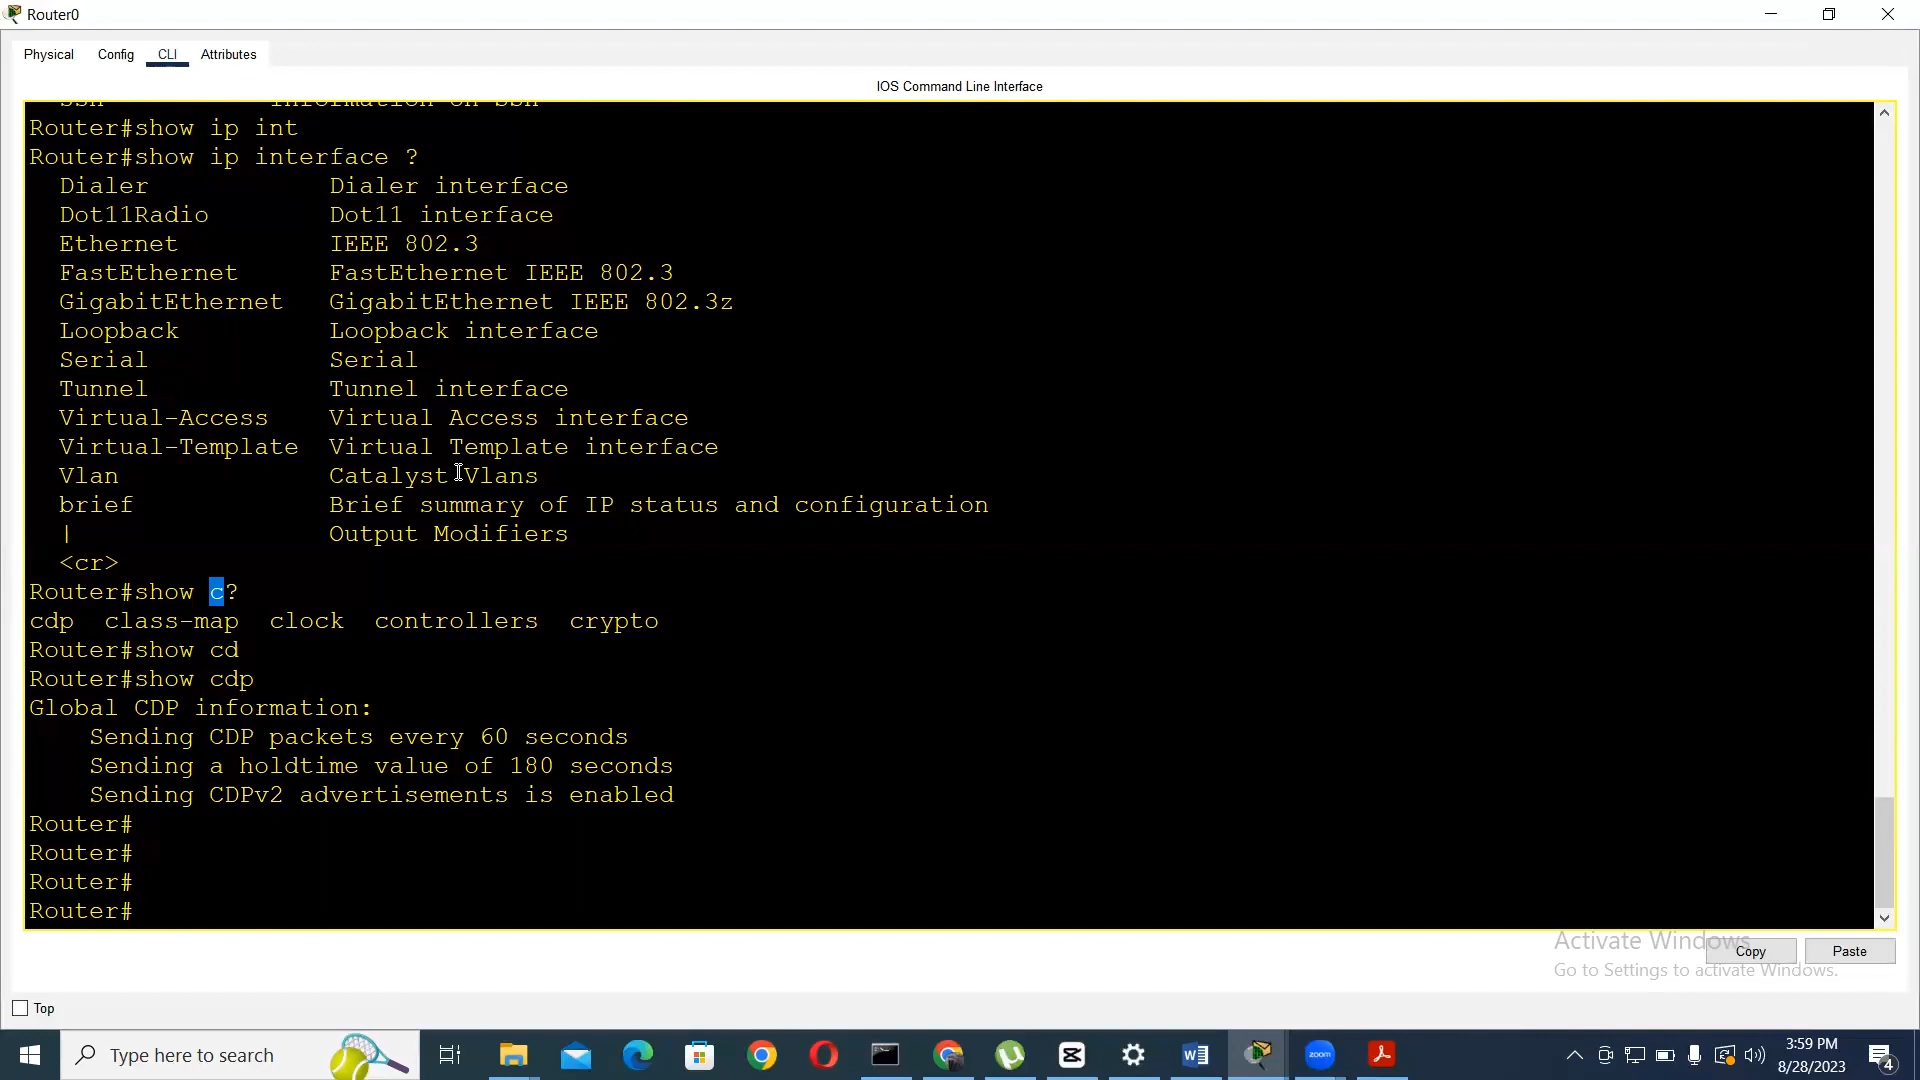 Router0
Physical Config CLI Attributes
IOS Command Line Interface
SSH Information on SSH
Router#show ip int
Router#show ip interface ?
Dialer Dialer interface
Dot11Radio Dot11 interface
Ethernet IEEE 802.3
FastEthernet FastEthernet IEEE 802.3
GigabitEthernet GigabitEthernet IEEE 802.3z
Loopback Loopback interface
Serial Serial
Tunnel Tunnel interface
Virtual-Access Virtual Access interface
Virtual-Template Virtual Template interface
Vlan Catalyst Vlans
brief Brief summary of IP status and configuration
| Output Modifiers
<cr>
Router#show c?
cdp class-map clock controllers crypto
Router#show cd
Router#show cdp
Global CDP information:
Sending CDP packets every 60 seconds
Sending a holdtime value of 180 seconds
Sending CDPv2 advertisements is enabled
Router#
Router#
Router#
Router#
Activate Windows
Copy Paste
Go to Settings to activate Windows.
Top
Type here to search
zoom
3:59 PM
8/28/2023
4